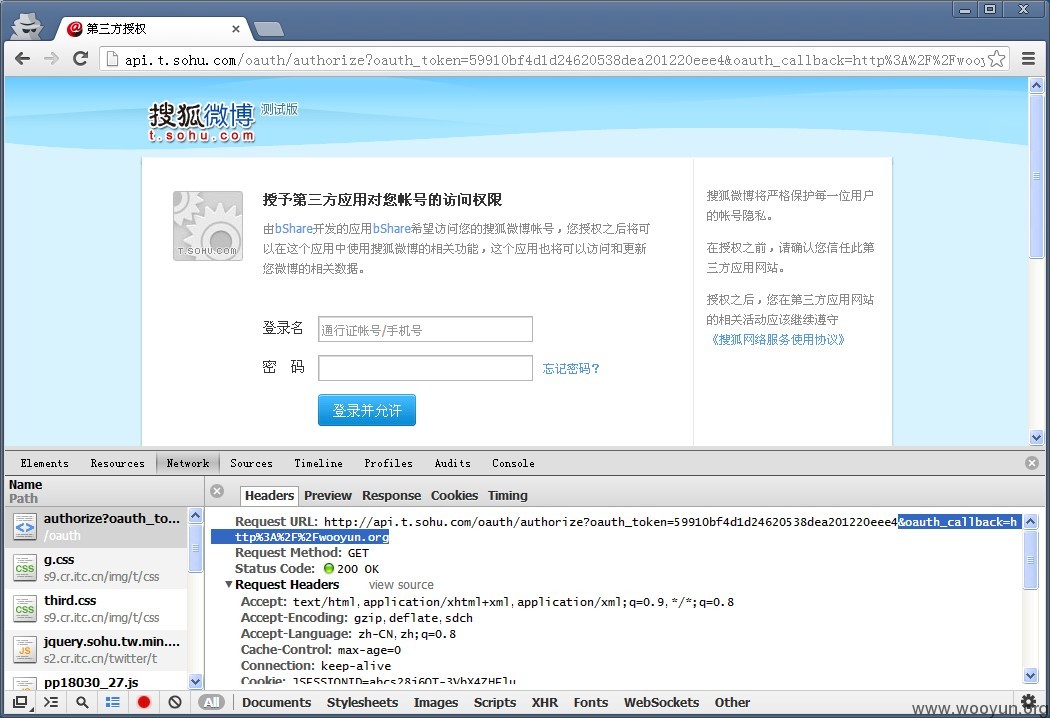 第三方授权
api.t.sohu.com/oauth/authorize?oauth_token=59910bf4d1d24620538dea201220eee4&oauth_callback=http%3A%2F%2Fwooy
搜狐微博 测试版
t.sohu.com
T.SOHU.COM
授予第三方应用对您帐号的访问权限
由bShare开发的应用bShare希望访问您的搜狐微博帐号，您授权之后将可
以在这个应用中使用搜狐微博的相关功能，这个应用也将可以访问和更新
您微博的相关数据。
登录名 通行证帐号/手机号
密 码 忘记密码?
登录并允许
搜狐微博将严格保护每一位用户
的帐号隐私。
在授权之前，请确认您信任此第
三方应用网站。
授权之后，您在第三方应用网站
的相关活动应该继续遵守
《搜狐网络服务使用协议》
Elements Resources Network Sources Timeline Profiles Audits Console
Name
Path
authorize?oauth_to...
/oauth
g.css
s9.cr.itc.cn/img/t/css
third.css
s9.cr.itc.cn/img/t/css
jquery.sohu.tw.min....
s2.cr.itc.cn/twitter/t
pp18030_27.js
Headers Preview Response Cookies Timing
Request URL: http://api.t.sohu.com/oauth/authorize?oauth_token=59910bf4d1d24620538dea201220eee4&oauth_callback=h
ttp%3A%2F%2Fwooyun.org
Request Method: GET
Status Code: 200 OK
Request Headers view source
Accept: text/html,application/xhtml+xml,application/xml;q=0.9,*/*;q=0.8
Accept-Encoding: gzip,deflate,sdch
Accept-Language: zh-CN,zh;q=0.8
Cache-Control: max-age=0
Connection: keep-alive
Cookie:
All Documents Stylesheets Images Scripts XHR Fonts WebSockets Other
www.wooyun.org